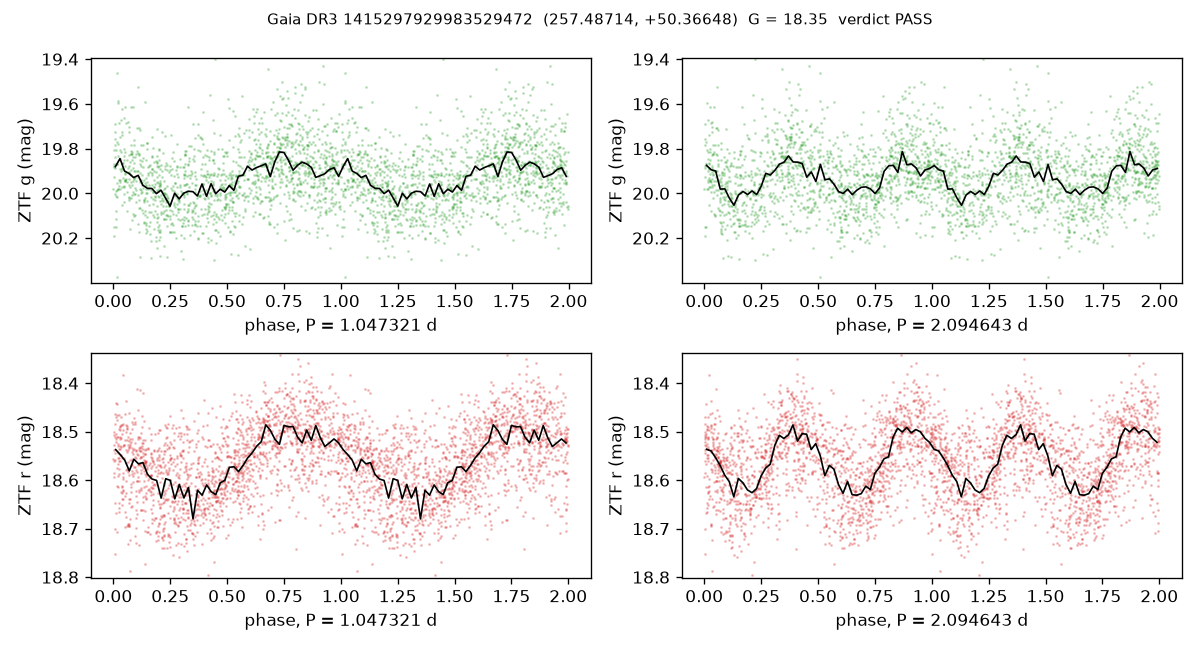 Gaia DR3 1415297929983529472 (257.48714, +50.36648) G = 18.35 verdict PASS
ZTF g (mag)
19.4
19.6
19.8
20.0
20.2
0.00 0.25 0.50 0.75 1.00 1.25 1.50 1.75 2.00
phase, P = 1.047321 d
ZTF g (mag)
19.4
19.6
19.8
20.0
20.2
0.00 0.25 0.50 0.75 1.00 1.25 1.50 1.75 2.00
phase, P = 2.094643 d
ZTF r (mag)
18.4
18.5
18.6
18.7
18.8
0.00 0.25 0.50 0.75 1.00 1.25 1.50 1.75 2.00
phase, P = 1.047321 d
ZTF r (mag)
18.4
18.5
18.6
18.7
18.8
0.00 0.25 0.50 0.75 1.00 1.25 1.50 1.75 2.00
phase, P = 2.094643 d